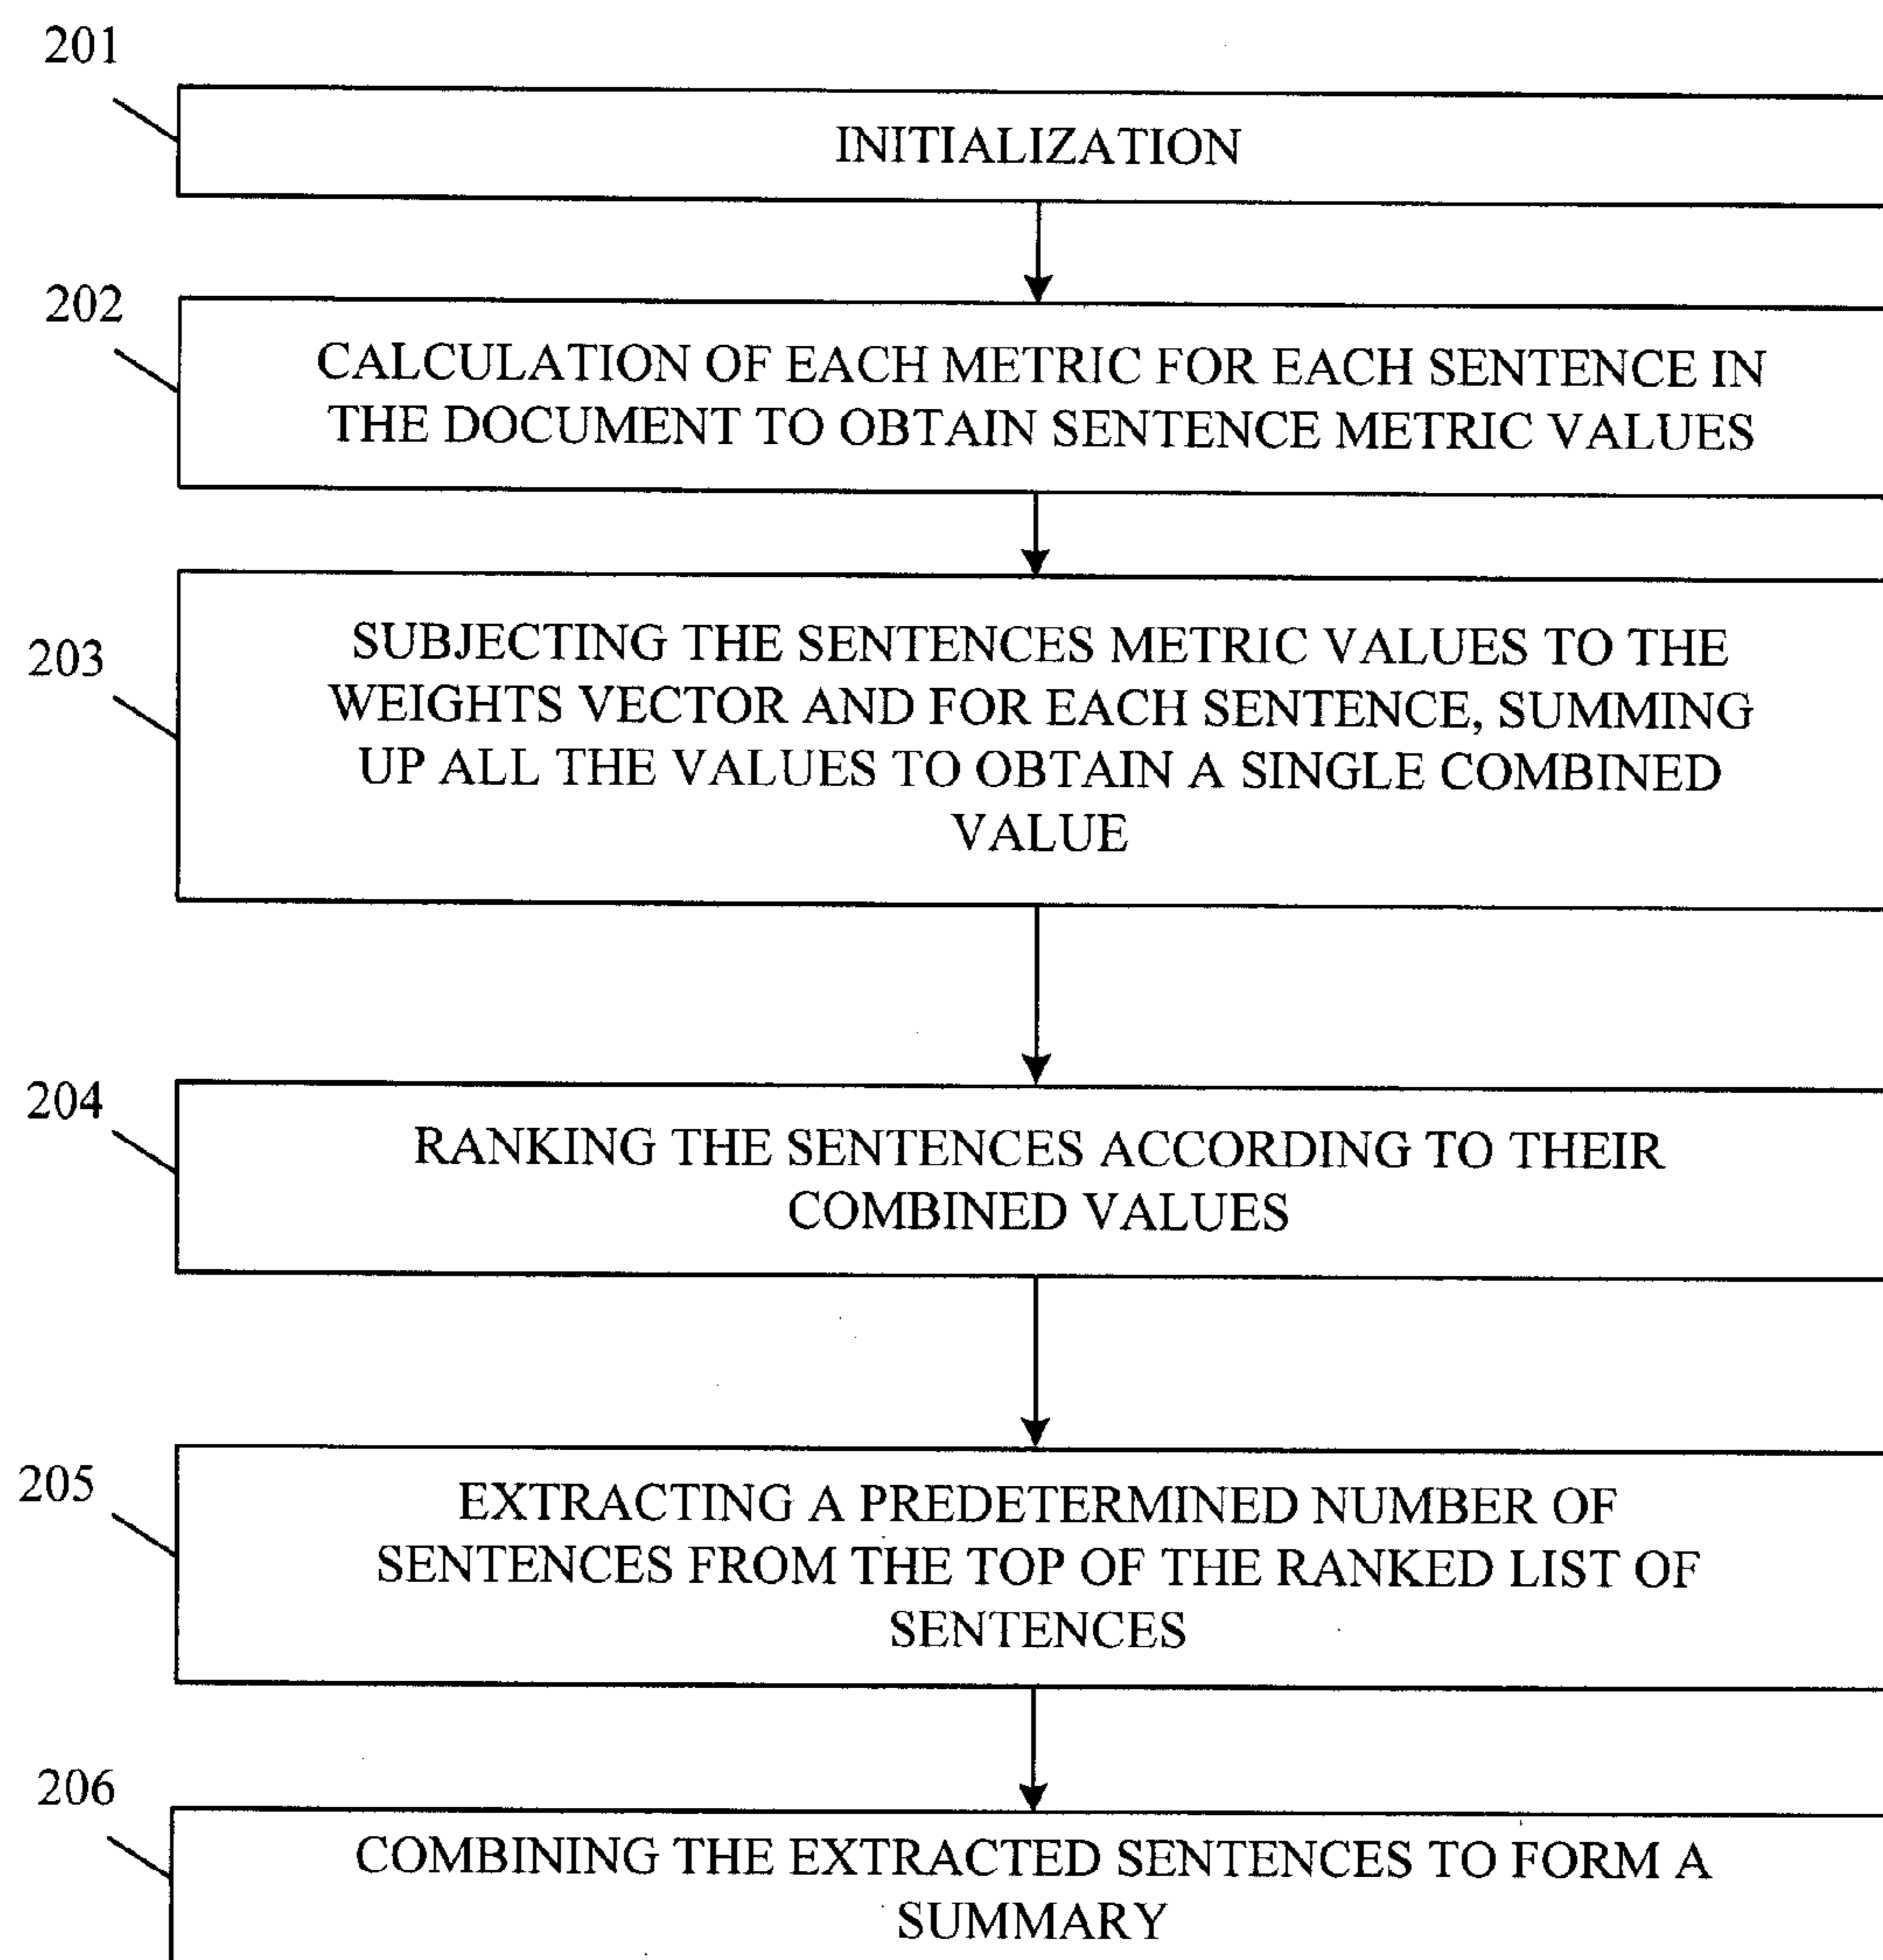 201
INITIALIZATION
202
CALCULATION OF EACH METRIC FOR EACH SENTENCE IN
THE DOCUMENT TO OBTAIN SENTENCE METRIC VALUES
203
SUBJECTING THE SENTENCES METRIC VALUES TO THE
WEIGHTS VECTOR AND FOR EACH SENTENCE, SUMMING
UP ALL THE VALUES TO OBTAIN A SINGLE COMBINED
VALUE
204
RANKING THE SENTENCES ACCORDING TO THEIR
COMBINED VALUES
205
EXTRACTING A PREDETERMINED NUMBER OF
SENTENCES FROM THE TOP OF THE RANKED LIST OF
SENTENCES
206
COMBINING THE EXTRACTED SENTENCES TO FORM A
SUMMARY